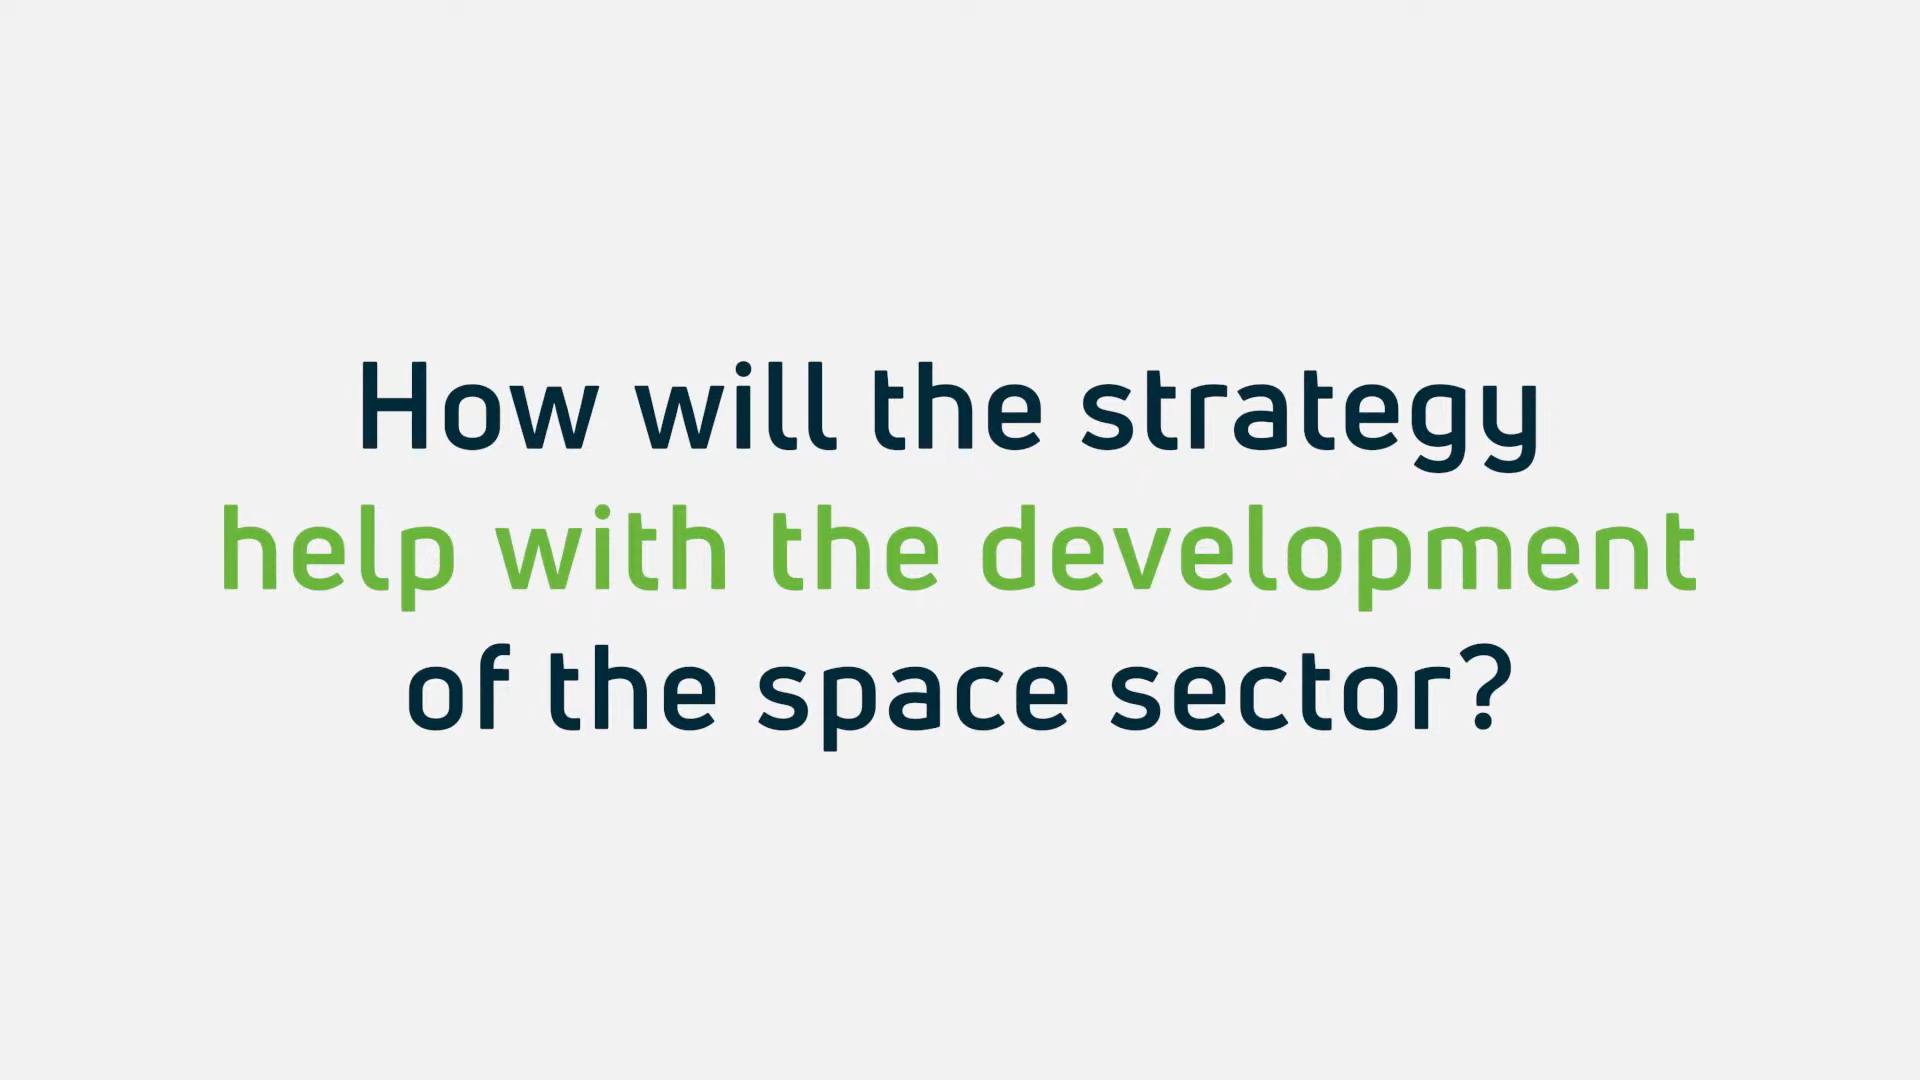 How will the strategy
help with the development
of the space sector?